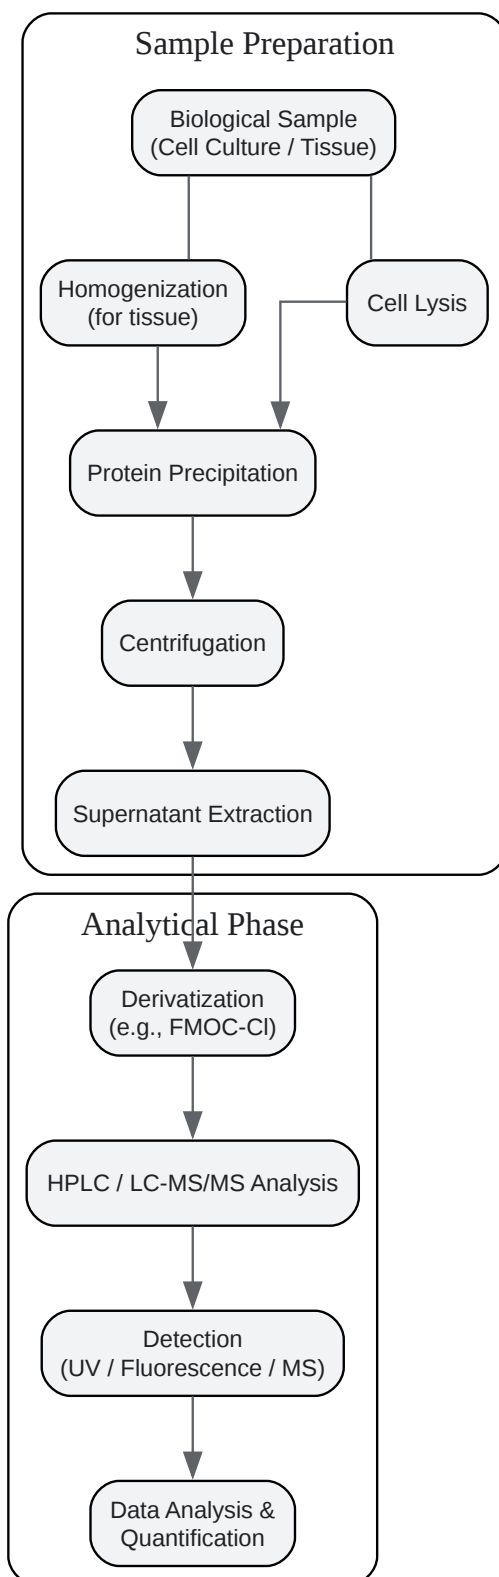 Sample Preparation
Biological Sample
(Cell Culture / Tissue)
Homogenization
(for tissue)
Cell Lysis
Protein Precipitation
Centrifugation
Supernatant Extraction
Analytical Phase
Derivatization
(e.g., FMOC-Cl)
HPLC / LC-MS/MS Analysis
Detection
(UV / Fluorescence / MS)
Data Analysis &
Quantification